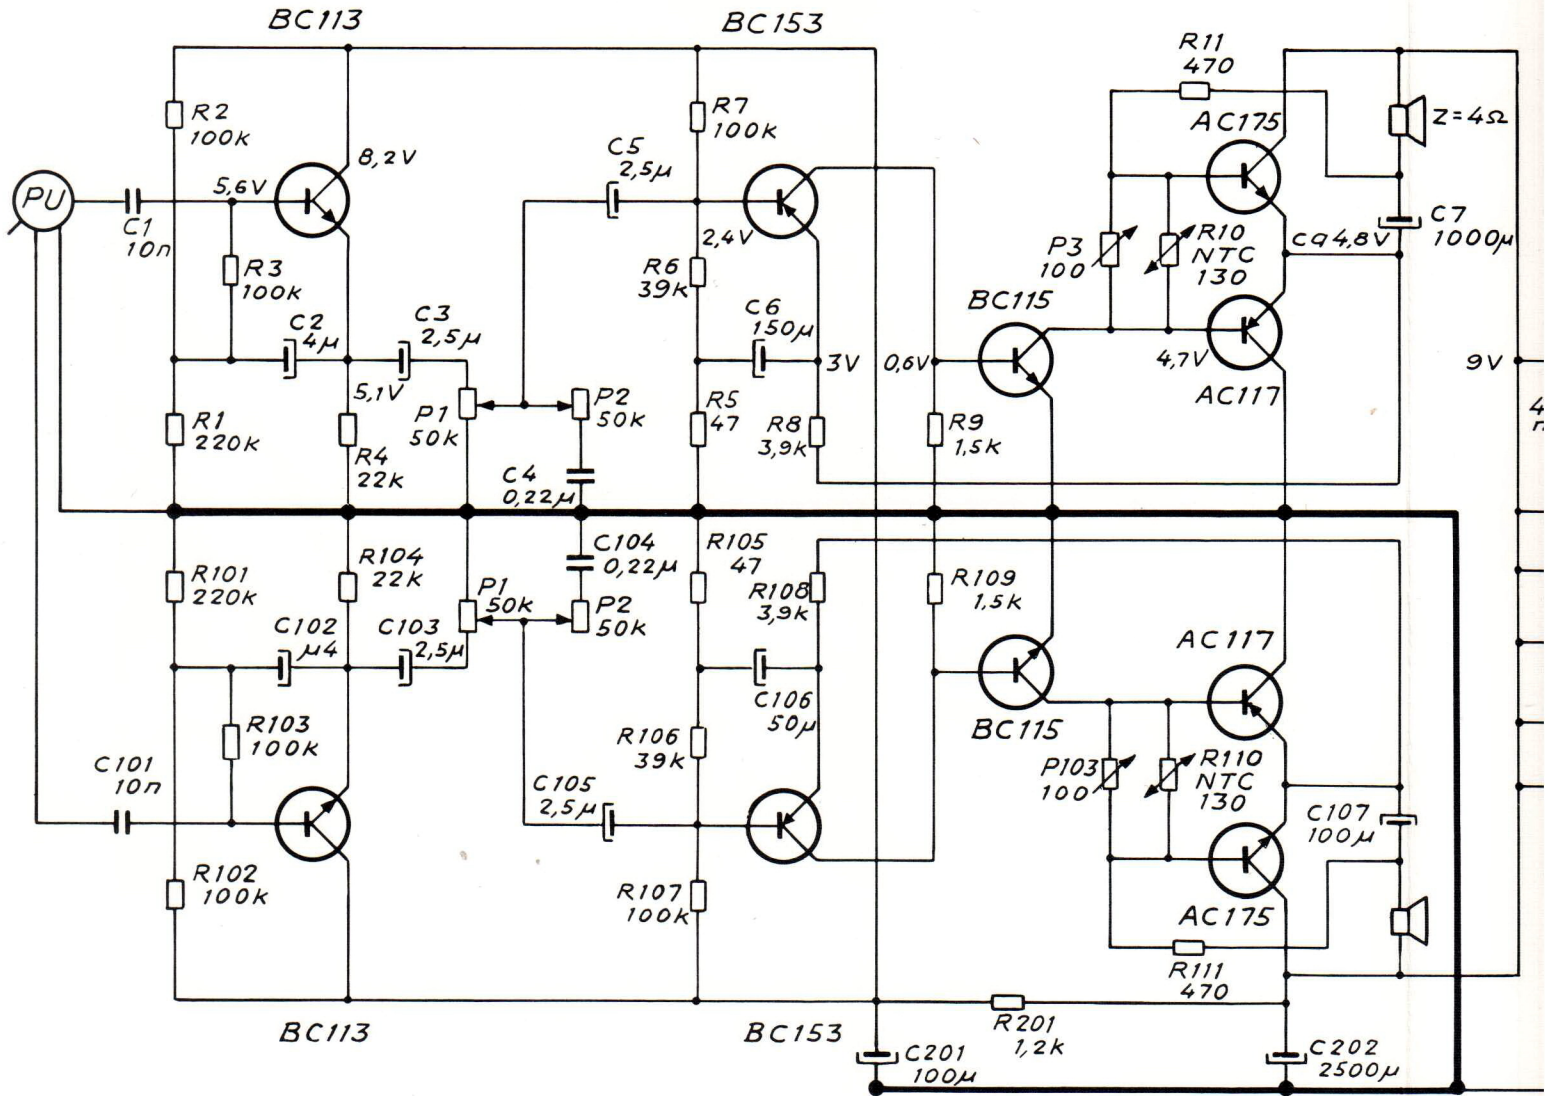 BC113
BC153
R11
470
R2
100k
R7
100k
AC175
Z=4Ω
8,2V
C5
2,5µ
PU
5,6V
C1
10n
2,4V
C7
1000µ
ca 4,8V
R3
100k
R6
39k
P3
100
R10
NTC
130
BC115
C2
4µ
C3
2,5µ
C6
150µ
3V
0,6V
4,7V
9V
5,1V
AC117
R1
220k
P1
50k
P2
50k
R5
47
R8
3,9k
R9
1,5k
R4
22k
C4
0,22µ
R101
220k
R104
22k
C104
0,22µ
R105
47
R108
3,9k
R109
1,5k
P1
50k
P2
50k
C102
µ4
C103
2,5µ
AC117
C106
50µ
BC115
R103
100k
R106
39k
P103
100
R110
NTC
130
C101
10n
C105
2,5µ
C107
100µ
R102
100k
R107
100k
AC175
R111
470
BC113
BC153
R201
1,2k
C201
100µ
C202
2500µ